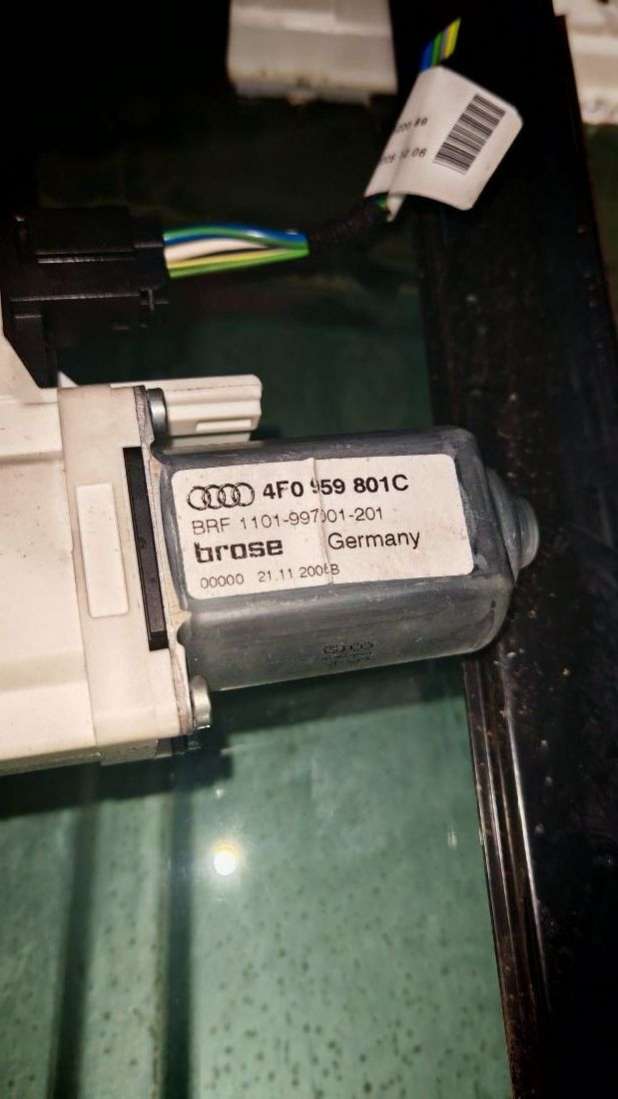 4F0 959 801C
BRF 1101-997001-201
brose Germany
00000 21.11.2006B